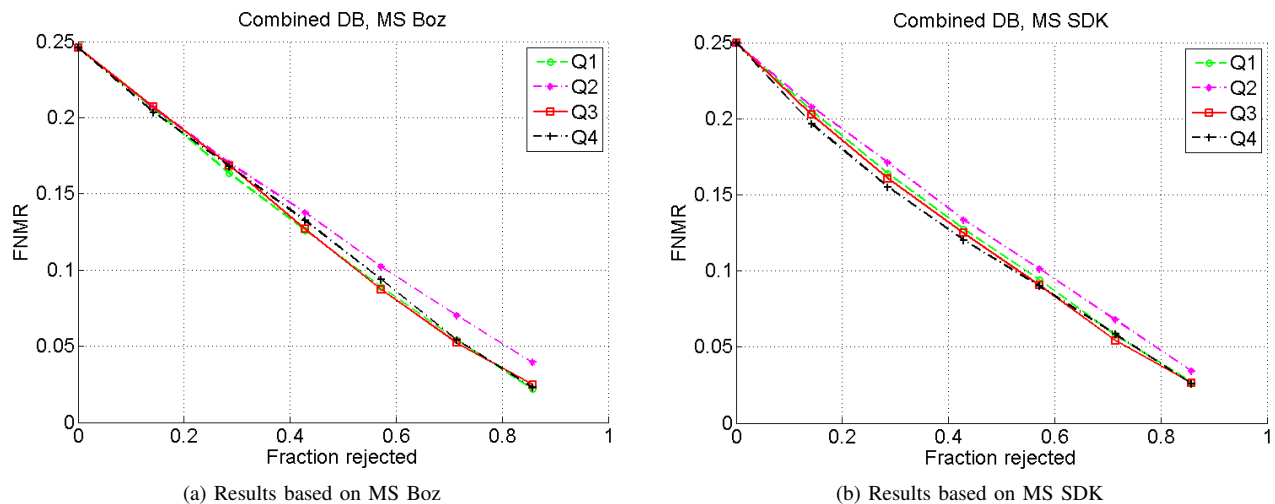 Combined DB, MS Boz
0.25
0.2
0.15
0.1
0.05
0
FNMR
Q1
Q2
Q3
Q4
0
0.2
0.4
0.6
0.8
1
Fraction rejected
(a) Results based on MS Boz
Combined DB, MS SDK
0.25
0.2
0.15
0.1
0.05
0
FNMR
Q1
Q2
Q3
Q4
0
0.2
0.4
0.6
0.8
1
Fraction rejected
(b) Results based on MS SDK